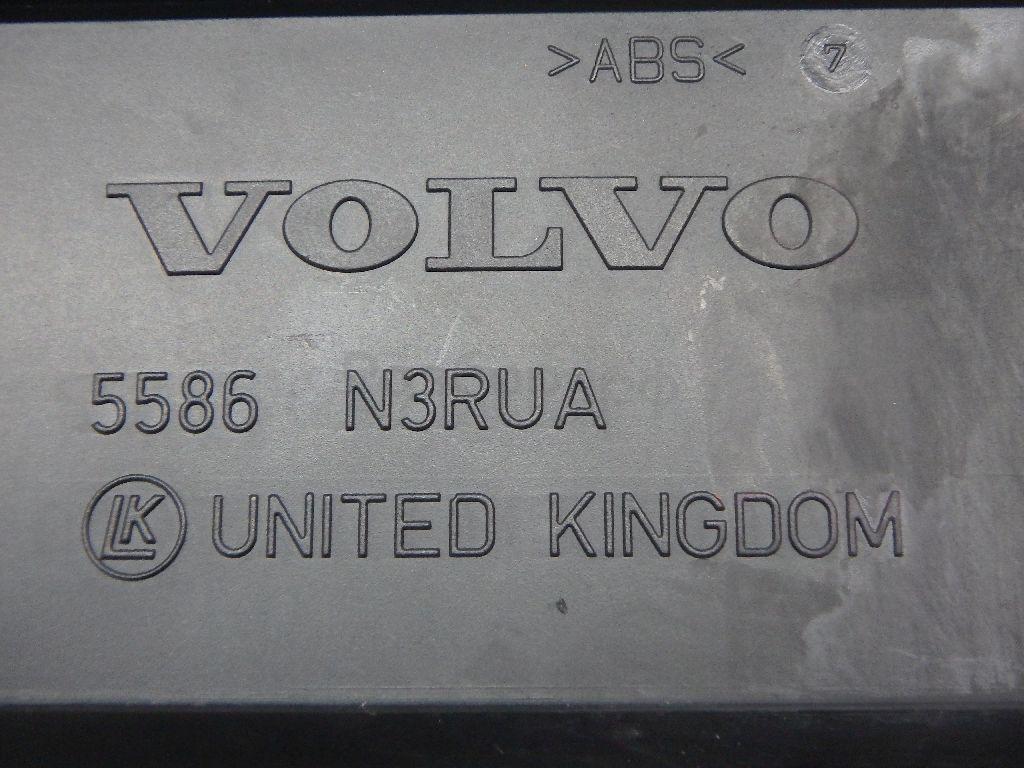 >ABS< 7
VOLVO
5586 N3RUA
LK UNITED KINGDOM